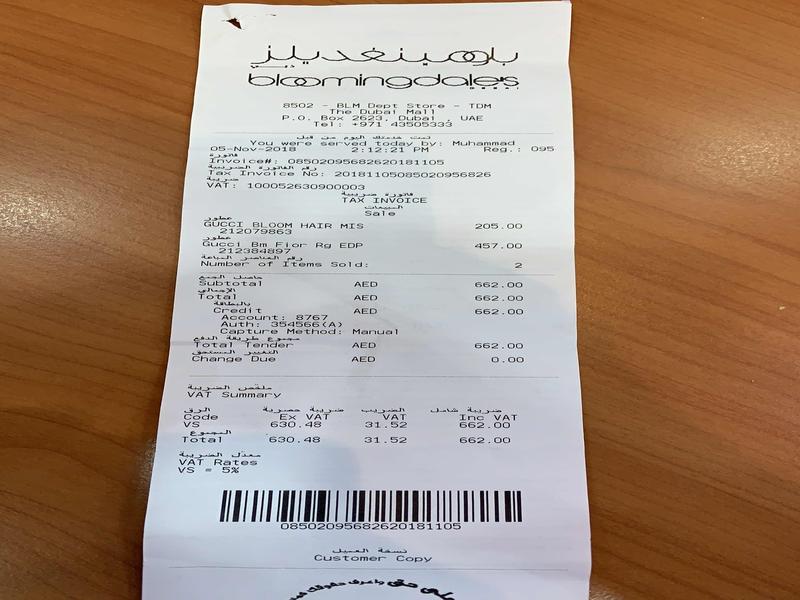 بلومينغديلز
دبي
bloomingdale's
DUBAI
8502 - BLM Dept Store - TDM
The Dubai Mall
P.O. Box 2623, Dubai , UAE
Tel: +971 43505333
تمت خدمتك اليوم من قبل
You were served today by: Muhammad
05-Nov-2018 2:12:21 PM Reg.: 095
فاتورة
Invoice#: 08502095682620181105
رقم الفاتورة الضريبية
Tax Invoice No: 20181105085020956826
ضريبة
VAT: 100052630900003
فاتورة ضريبية
TAX INVOICE
المبيعات
Sale
عطور
GUCCI BLOOM HAIR MIS 205.00
212079863
عطور
Gucci Bm Fior Rg EDP 457.00
212384897
رقم العناصر المباعة
Number of Items Sold: 2
حاصل الجمع
Subtotal AED 662.00
الإجمالي
Total AED 662.00
بالبطاقة
Credit AED 662.00
Account: 8767
Auth: 354566(A)
Capture Method: Manual
مجموع طريقة الدفع
Total Tender AED 662.00
التغيير المستحق
Change Due AED 0.00
ملخص الضريبة
VAT Summary
الرمز ضريبة حصرية الضريبة ضريبة شامل
Code Ex VAT VAT Inc VAT
VS 630.48 31.52 662.00
المجموع
Total 630.48 31.52 662.00
معدل الضريبة
VAT Rates
VS = 5%
08502095682620181105
نسخة العميل
Customer Copy
حق واعرف حقوقك